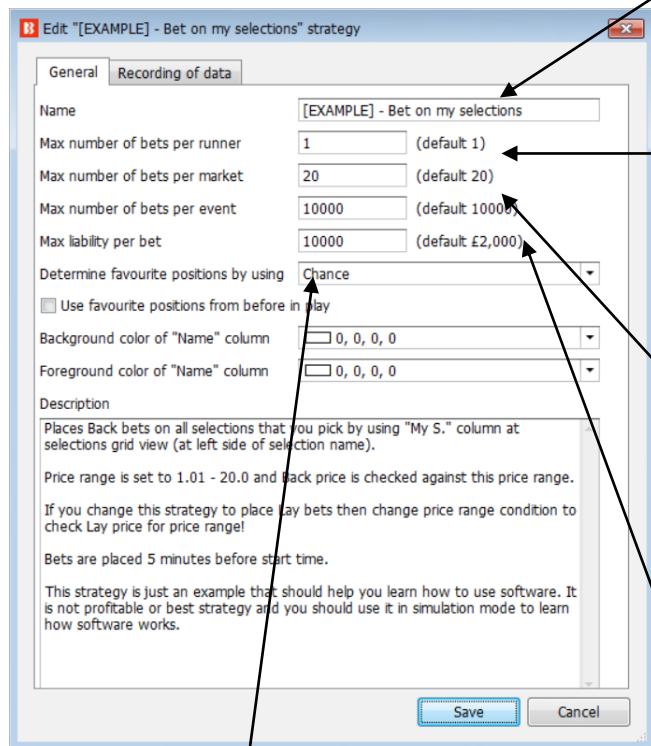 Edit "[EXAMPLE] - Bet on my selections" strategy
General Recording of data
Name [EXAMPLE] - Bet on my selections
Max number of bets per runner 1 (default 1)
Max number of bets per market 20 (default 20)
Max number of bets per event 10000 (default 10000)
Max liability per bet 10000 (default £2,000)
Determine favourite positions by using Chance
Use favourite positions from before in play
Background color of "Name" column 0, 0, 0, 0
Foreground color of "Name" column 0, 0, 0, 0
Description
Places Back bets on all selections that you pick by using "My S." column at
selections grid view (at left side of selection name).
Price range is set to 1.01 - 20.0 and Back price is checked against this price range.
If you change this strategy to place Lay bets then change price range condition to
check Lay price for price range!
Bets are placed 5 minutes before start time.
This strategy is just an example that should help you learn how to use software. It
is not profitable or best strategy and you should use it in simulation mode to learn
how software works.
Save Cancel